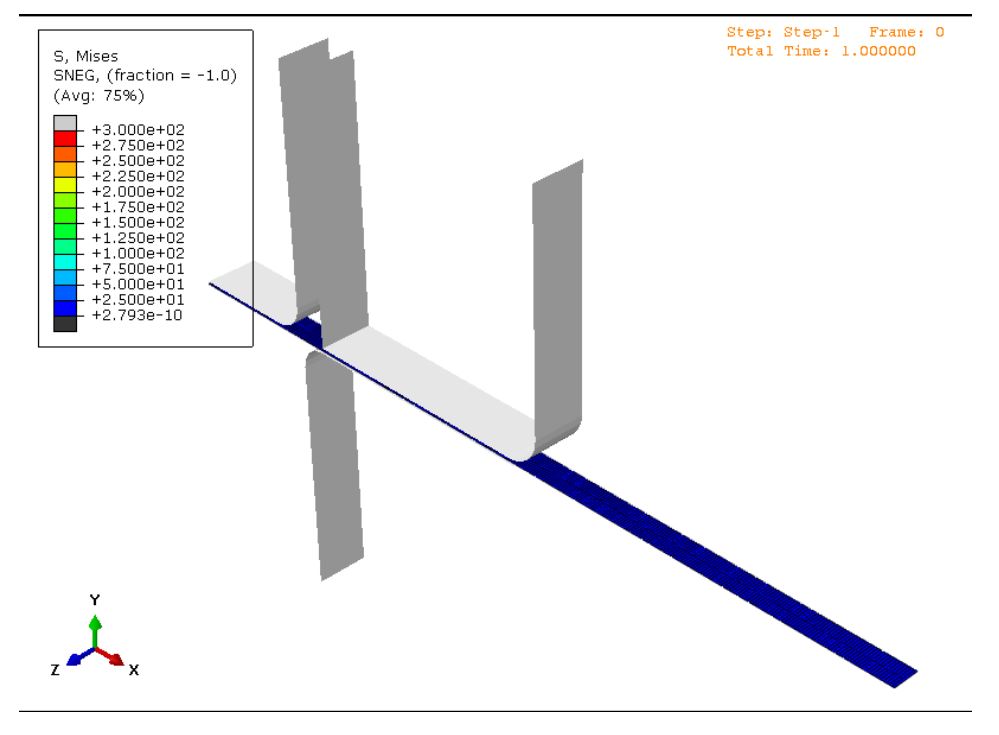 Step: Step-1 Frame: 0
Total Time: 1.000000
S, Mises
SNEG, (fraction = -1.0)
(Avg: 75%)
+3.000e+02
+2.750e+02
+2.500e+02
+2.250e+02
+2.000e+02
+1.750e+02
+1.500e+02
+1.250e+02
+1.000e+02
+7.500e+01
+5.000e+01
+2.500e+01
+2.793e-10
Y
Z
X